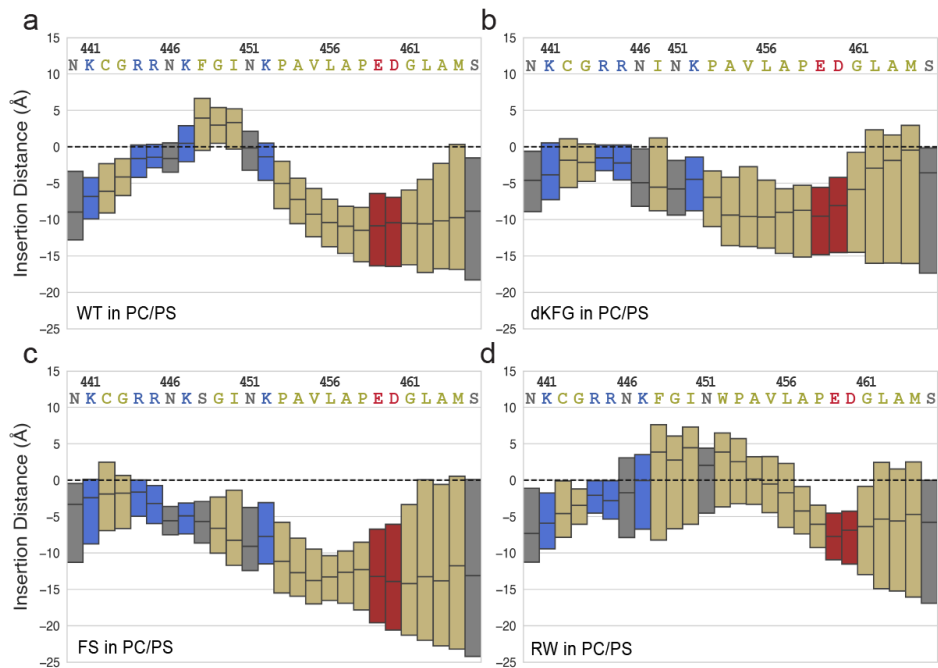 a
441 446 451 456 461
NKCGRRNKFGINKPAVLAPEDGLAMS
Insertion Distance (Å)
15
10
5
0
−5
−10
−15
−20
−25
WT in PC/PS
b
441 446 451 456 461
NKCGRRNINKPAVLAPEDGLAMS
15
10
5
0
−5
−10
−15
−20
−25
dKFG in PC/PS
c
441 446 451 456 461
NKCGRRNKSGINKPAVLAPEDGLAMS
Insertion Distance (Å)
15
10
5
0
−5
−10
−15
−20
−25
FS in PC/PS
d
441 446 451 456 461
NKCGRRNKFGINWPAVLAPEDGLAMS
15
10
5
0
−5
−10
−15
−20
−25
RW in PC/PS